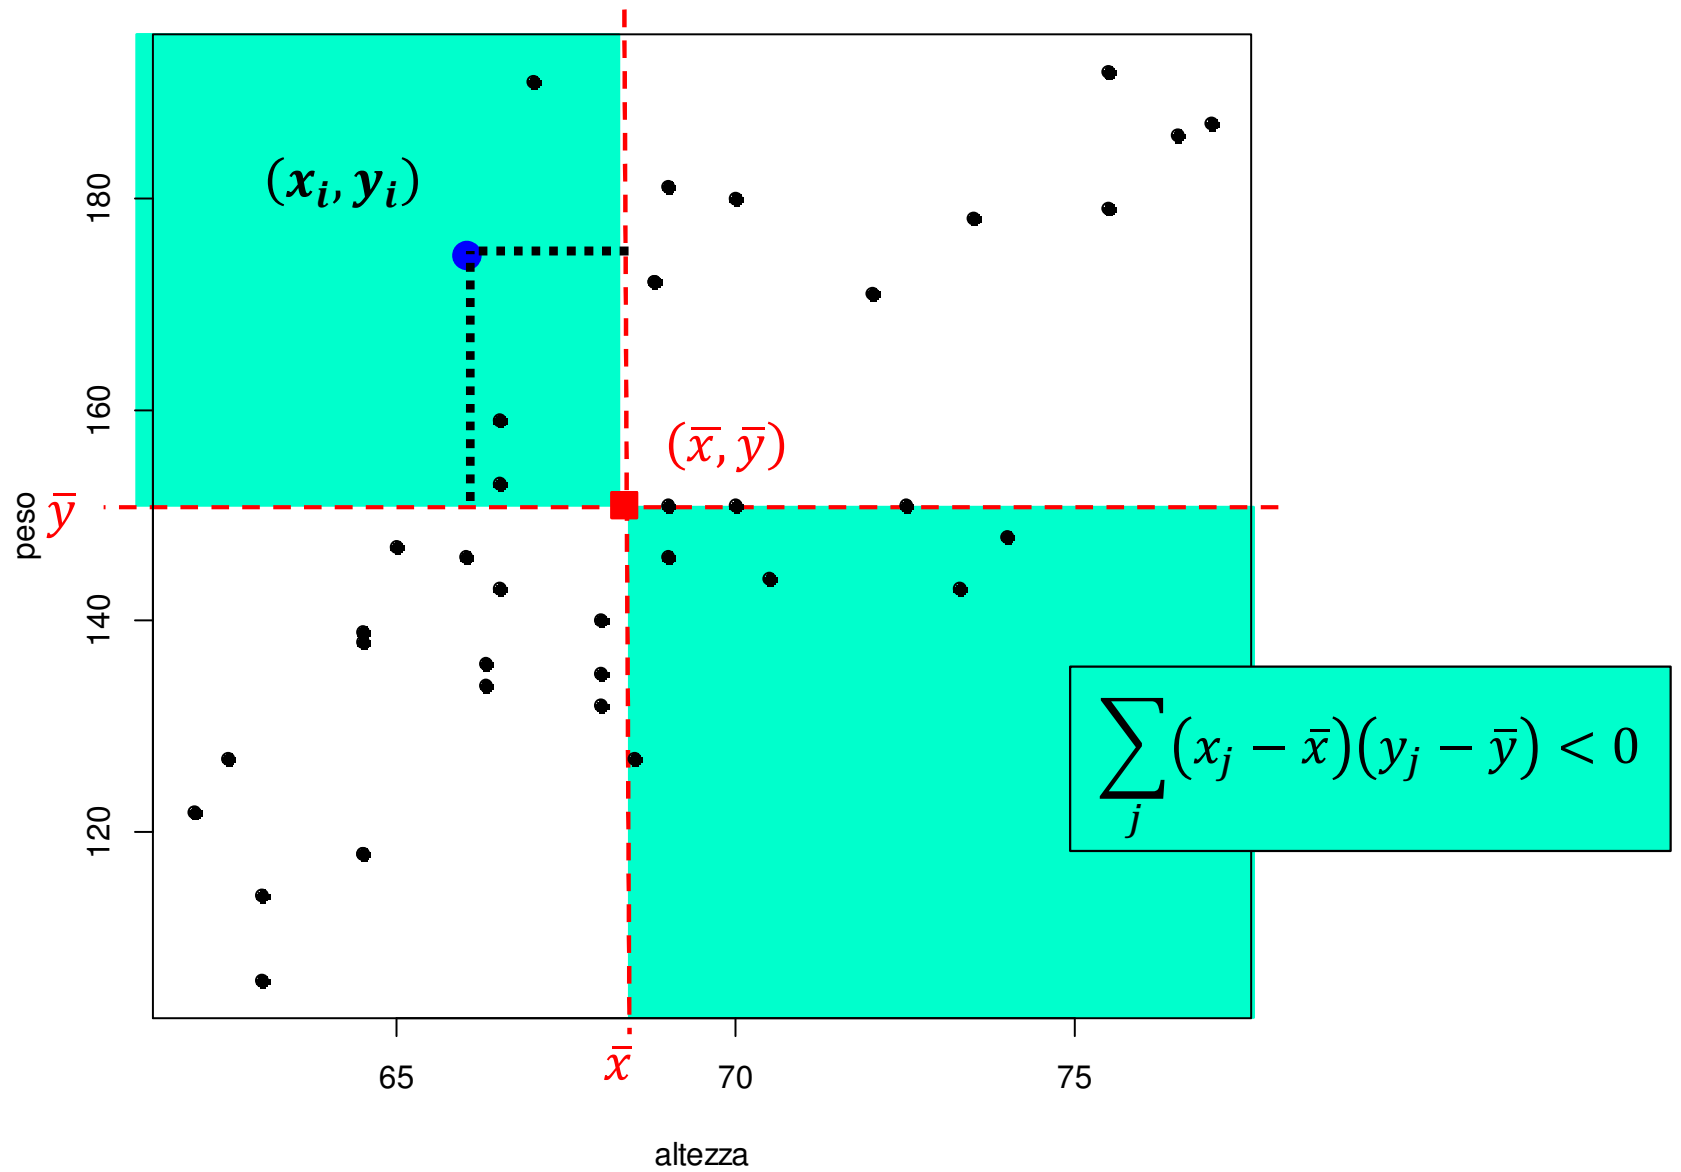 (xᵢ, yᵢ)
180
160
(x̅, y̅)
peso
y̅
140
∑ⱼ(xⱼ − x̅)(yⱼ − y̅) < 0
120
x̅
65 70 75
altezza